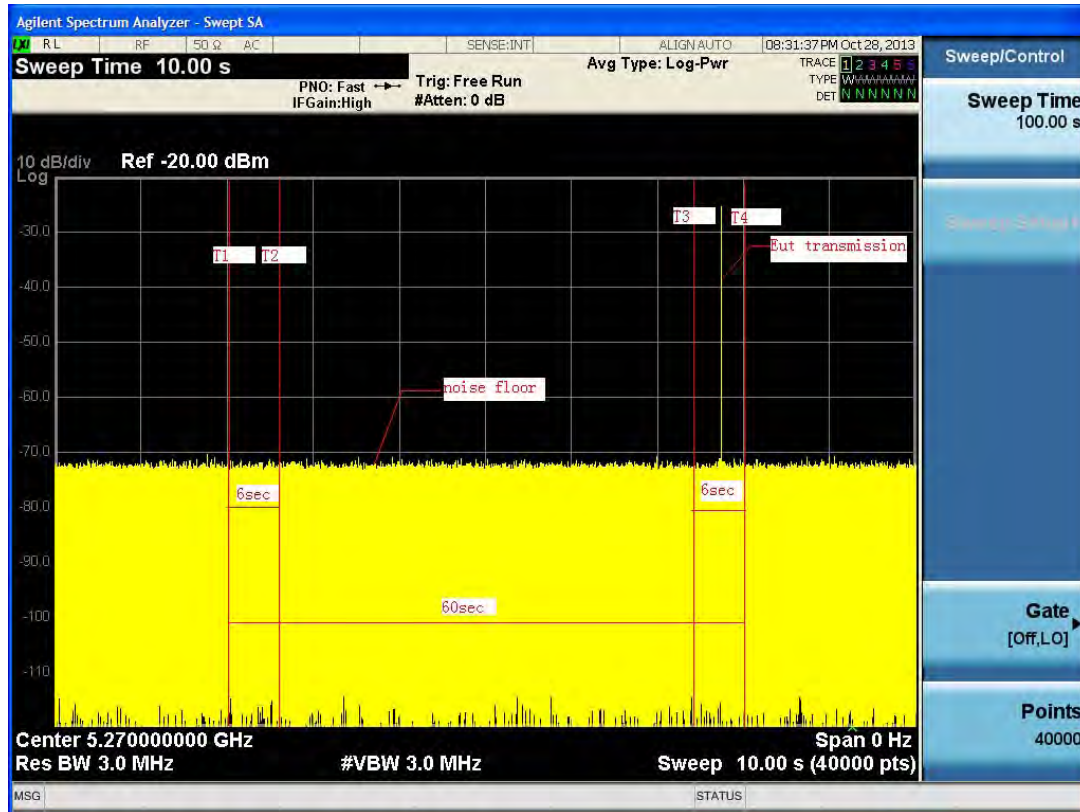 Agilent Spectrum Analyzer - Swept SA
LXI RL RF 50 Ω AC SENSE:INT ALIGN AUTO 08:31:37 PM Oct 28, 2013
Sweep Time 10.00 s
Avg Type: Log-Pwr
TRACE 1 2 3 4 5 6
PNO: Fast
Trig: Free Run
TYPE WWWWWW
IFGain:High
#Atten: 0 dB
DET N N N N N N
Sweep/Control
Sweep Time
100.00 s
10 dB/div Ref -20.00 dBm
Log
-30.0
T3 T4
Eut transmission
T1 T2
-40.0
-50.0
noise floor
-60.0
-70.0
6sec
6sec
-80.0
-90.0
60sec
-100
-110
Gate
[Off,LO]
Points
40000
Center 5.270000000 GHz
Span 0 Hz
Res BW 3.0 MHz
#VBW 3.0 MHz
Sweep 10.00 s (40000 pts)
MSG
STATUS